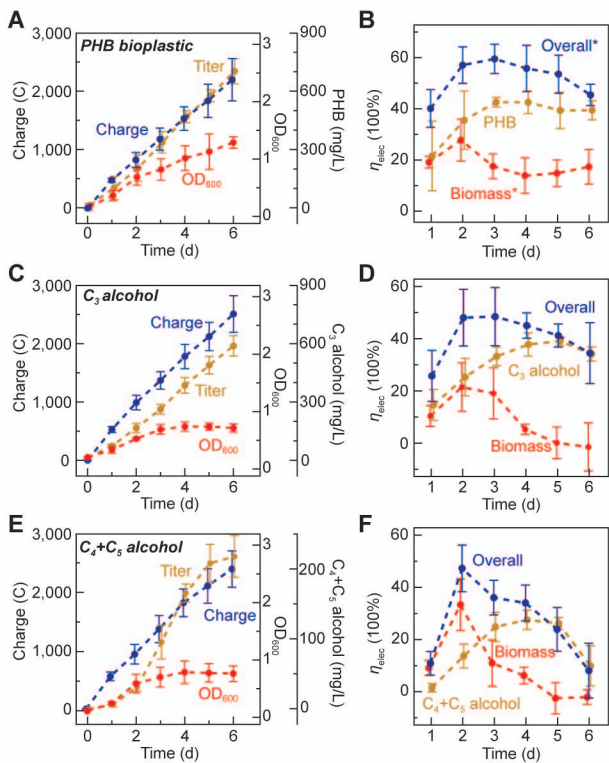 A
PHB bioplastic
Charge (C)
3,000
2,000
1,000
0
Titer
Charge
OD600
0 1 2 3 4 5 6
Time (d)
3
2
1
0
OD600
900
600
300
0
PHB (mg/L)
B
ηelec (100%)
60
40
20
0
Overall*
PHB
Biomass*
1 2 3 4 5 6
Time (d)
C
C3 alcohol
Charge (C)
3,000
2,000
1,000
0
Charge
Titer
OD600
0 1 2 3 4 5 6
Time (d)
3
2
1
0
OD600
900
600
300
0
C3 alcohol (mg/L)
D
ηelec (100%)
60
40
20
0
Overall
C3 alcohol
Biomass
1 2 3 4 5 6
Time (d)
E
C4+C5 alcohol
Charge (C)
3,000
2,000
1,000
0
Titer
Charge
OD600
0 1 2 3 4 5 6
Time (d)
3
2
1
0
OD600
200
100
0
C4+C5 alcohol (mg/L)
F
ηelec (100%)
60
40
20
0
Overall
Biomass
C4+C5 alcohol
1 2 3 4 5 6
Time (d)